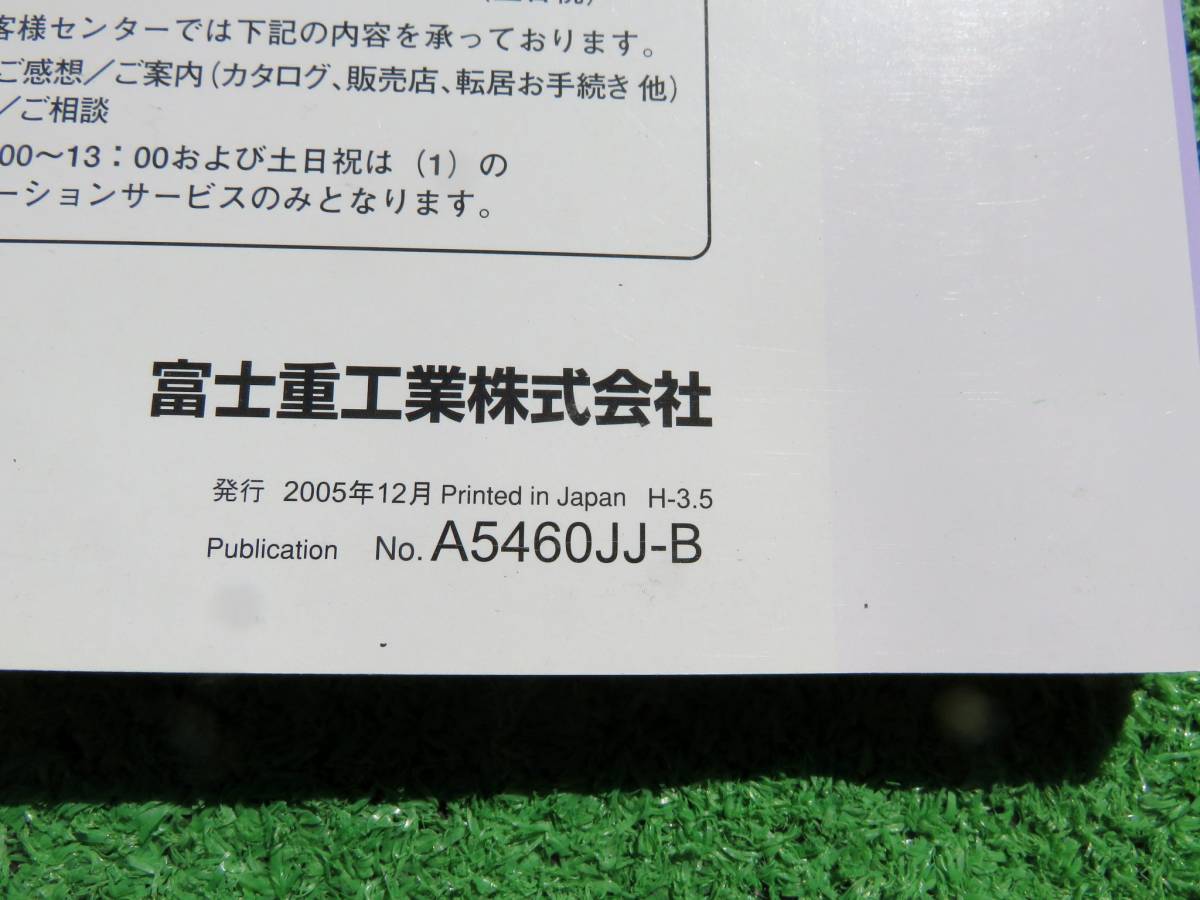 客様センターでは下記の内容を承っております。
ご感想／ご案内（カタログ、販売店、転居お手続き 他）
／ご相談
00〜13：00および土日祝は（1）の
ーションサービスのみとなります。
富士重工業株式会社
発行 2005年12月 Printed in Japan H-3.5
Publication No. A5460JJ-B